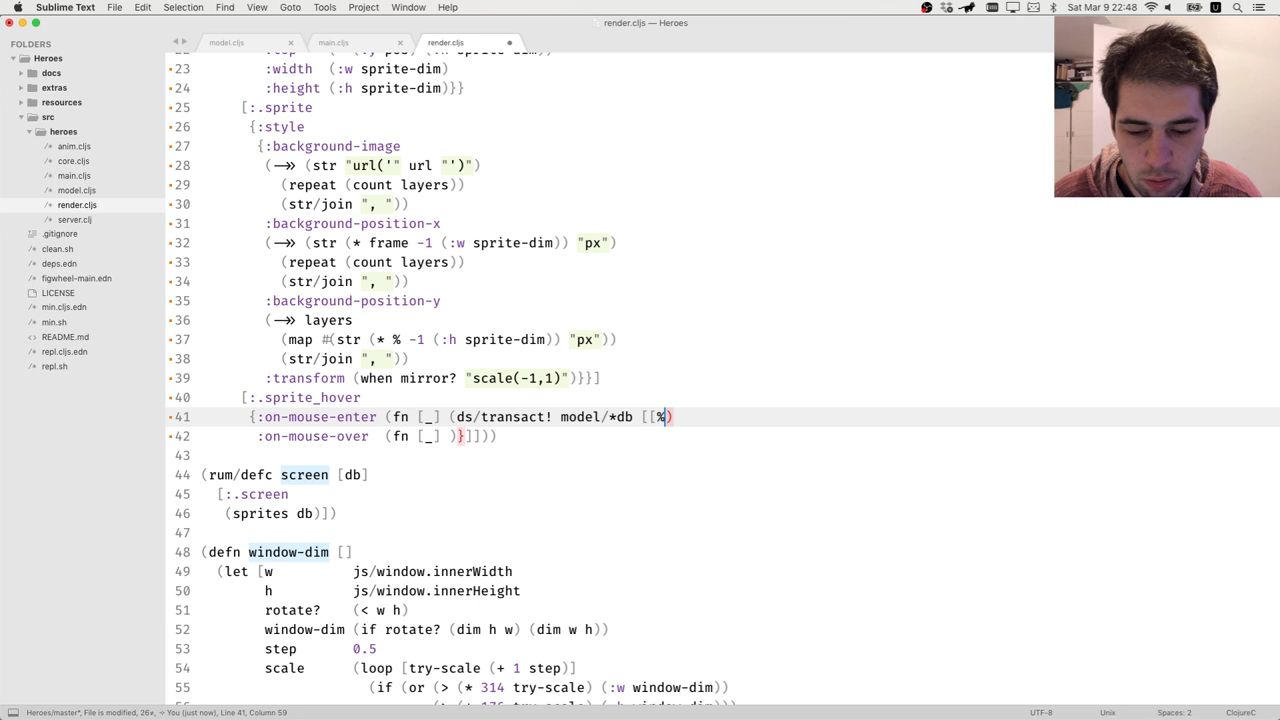 Sublime Text File Edit Selection Find View Goto Tools Project Window Help Sat Mar 9 22:48
render.cljs — Heroes
FOLDERS
Heroes
docs
extras
resources
src
heroes
anim.cljs
core.cljs
main.cljs
model.cljs
render.cljs
server.clj
.gitignore
clean.sh
deps.edn
figwheel-main.edn
LICENSE
min.cljs.edn
min.sh
README.md
repl.cljs.edn
repl.sh
model.cljs main.cljs render.cljs
23 :width (:w sprite-dim)
24 :height (:h sprite-dim)}}
25 [:.sprite
26 {:style
27 {:background-image
28 (->> (str "url('" url "')")
29 (repeat (count layers))
30 (str/join ", "))
31 :background-position-x
32 (->> (str (* frame -1 (:w sprite-dim)) "px")
33 (repeat (count layers))
34 (str/join ", "))
35 :background-position-y
36 (->> layers
37 (map #(str (* % -1 (:h sprite-dim)) "px"))
38 (str/join ", "))
39 :transform (when mirror? "scale(-1,1)")}}]
40 [:.sprite_hover
41 {:on-mouse-enter (fn [_] (ds/transact! model/*db [[%)
42 :on-mouse-over (fn [_] )}]]))
43
44 (rum/defc screen [db]
45 [:.screen
46 (sprites db)])
47
48 (defn window-dim []
49 (let [w js/window.innerWidth
50 h js/window.innerHeight
51 rotate? (< w h)
52 window-dim (if rotate? (dim h w) (dim w h))
53 step 0.5
54 scale (loop [try-scale (+ 1 step)]
55 (if (or (> (* 314 try-scale) (:w window-dim))
Heroes/master*, File is modified, 26≠, -> You (just now), Line 41, Column 59 UTF-8 Unix Spaces: 2 ClojureC